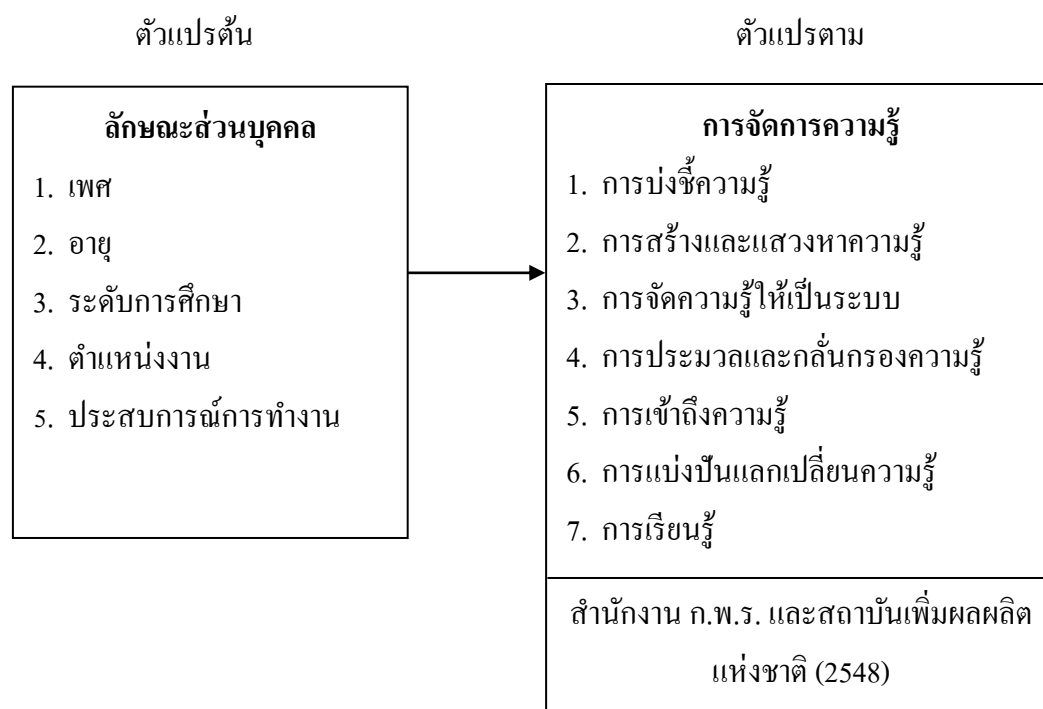 ตัวแปรต้น
ลักษณะส่วนบุคคล
1. เพศ
2. อายุ
3. ระดับการศึกษา
4. ตำแหน่งงาน
5. ประสบการณ์การทำงาน
ตัวแปรตาม
การจัดการความรู้
1. การบ่งชี้ความรู้
2. การสร้างและแสวงหาความรู้
3. การจัดความรู้ให้เป็นระบบ
4. การประมวลและกลั่นกรองความรู้
5. การเข้าถึงความรู้
6. การแบ่งปันแลกเปลี่ยนความรู้
7. การเรียนรู้
สำนักงาน ก.พ.ร. และสถาบันเพิ่มผลผลิต
แห่งชาติ (2548)